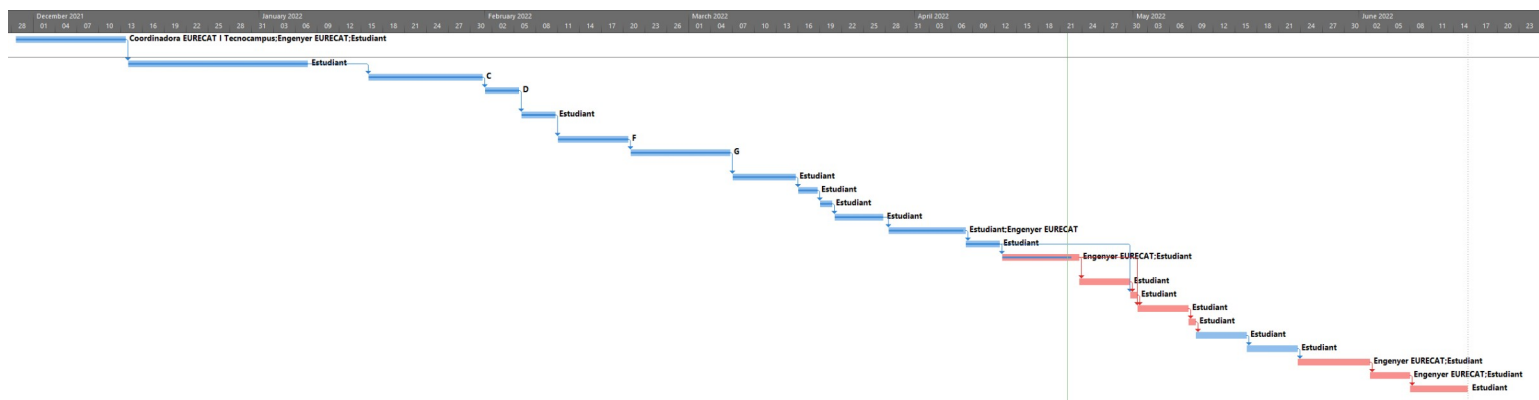 December 2021 January 2022 February 2022 March 2022 April 2022 May 2022 June 2022
28 01 04 07 10 13 16 19 22 25 28 31 03 06 09 12 15 18 21 24 27 30 02 05 08 11 14 17 20 23 26 01 04 07 10 13 16 19 22 25 28 31 03 06 09 12 15 18 21 24 27 30 03 06 09 12 15 18 21 24 27 30 02 05 08 11 14 17 20 23
Coordinadora EURECAT I Tecnocampus;Engenyer EURECAT;Estudiant
Estudiant
C
D
Estudiant
F
G
Estudiant
Estudiant
Estudiant
Estudiant
Estudiant;Engenyer EURECAT
Estudiant
Engenyer EURECAT;Estudiant
Estudiant
Estudiant
Estudiant
Estudiant
Estudiant
Estudiant
Engenyer EURECAT;Estudiant
Engenyer EURECAT;Estudiant
Estudiant